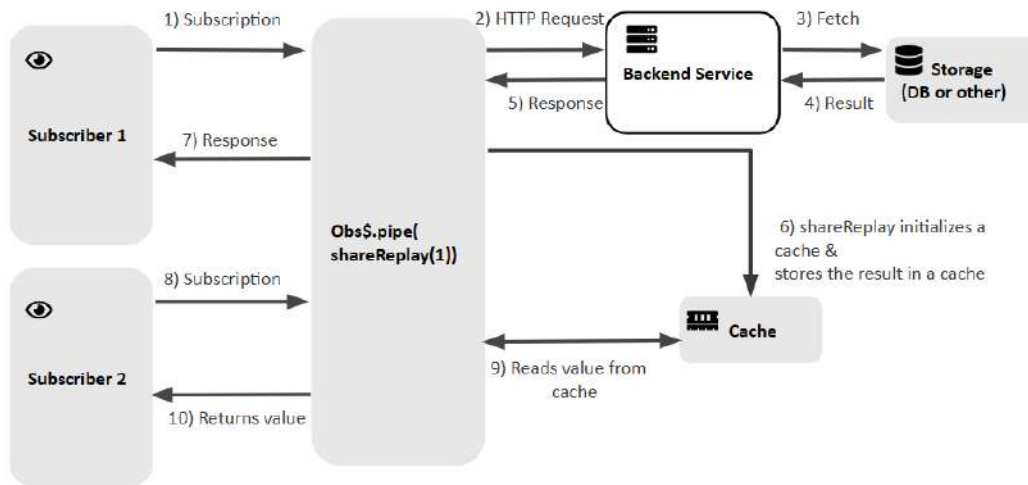 1) Subscription
2) HTTP Request
3) Fetch
Backend Service
Storage
(DB or other)
5) Response
4) Result
Subscriber 1
7) Response
Obs$.pipe(
shareReplay(1))
6) shareReplay initializes a
cache &
stores the result in a cache
8) Subscription
Cache
Subscriber 2
9) Reads value from
cache
10) Returns value